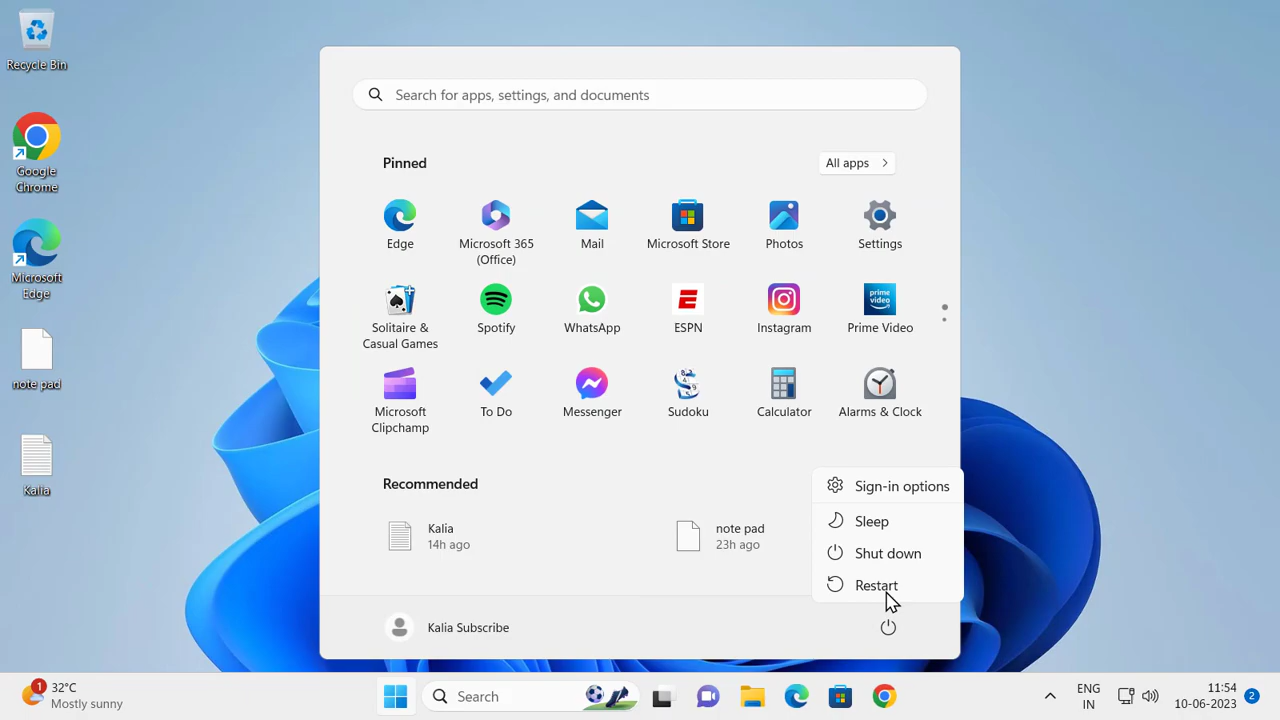 Recycle Bin
Google
Chrome
Microsoft
Edge
note pad
Kalia
Search for apps, settings, and documents
Pinned
All apps
Edge
Microsoft 365
(Office)
Mail
Microsoft Store
Photos
Settings
Solitaire &
Casual Games
Spotify
WhatsApp
ESPN
Instagram
prime
video
Prime Video
Microsoft
Clipchamp
To Do
Messenger
Sudoku
Calculator
Alarms & Clock
Recommended
Kalia
14h ago
note pad
23h ago
Sign-in options
Sleep
Shut down
Restart
Kalia Subscribe
1
32°C
Mostly sunny
Search
ENG
IN
11:54
10-06-2023
2